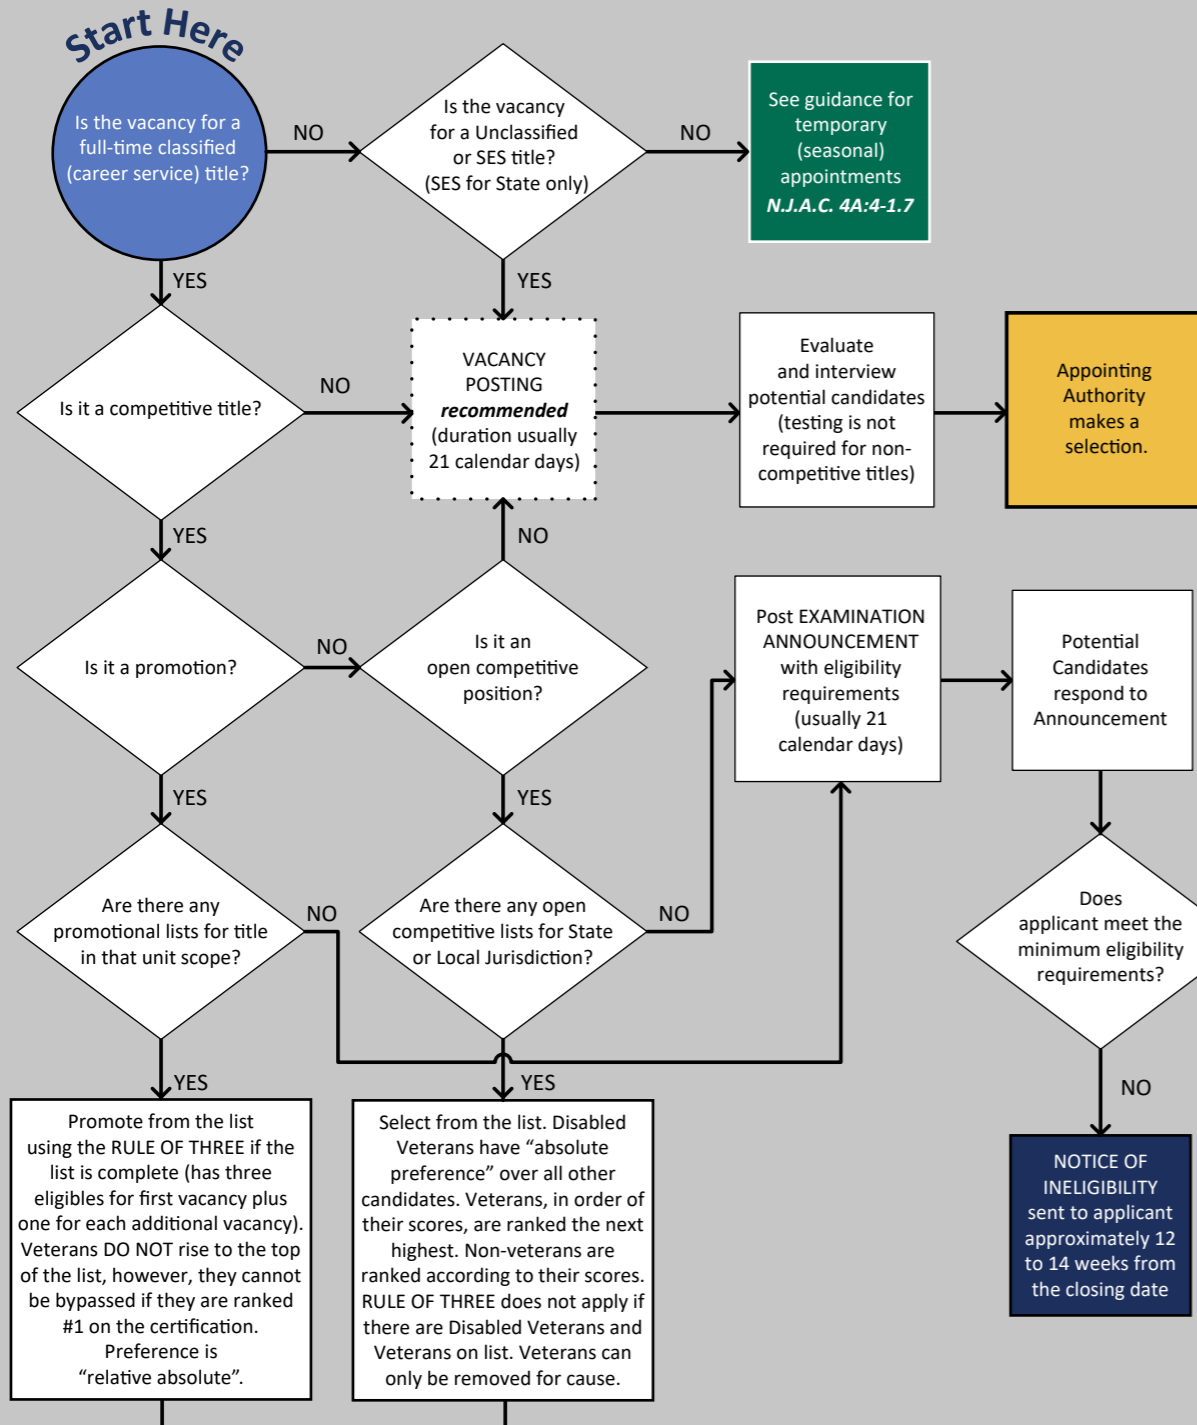 Start Here
Is the vacancy for a
full-time classified
(career service) title?
NO
Is the vacancy
for a Unclassified
or SES title?
(SES for State only)
NO
See guidance for
temporary
(seasonal)
appointments
N.J.A.C. 4A:4-1.7
YES
YES
Is it a competitive title?
NO
VACANCY
POSTING
recommended
(duration usually
21 calendar days)
Evaluate
and interview
potential candidates
(testing is not
required for non-
competitive titles)
Appointing
Authority
makes a
selection.
YES
NO
Is it a promotion?
NO
Is it an
open competitive
position?
Post EXAMINATION
ANNOUNCEMENT
with eligibility
requirements
(usually 21
calendar days)
Potential
Candidates
respond to
Announcement
YES
YES
Are there any
promotional lists for title
in that unit scope?
NO
Are there any open
competitive lists for State
or Local Jurisdiction?
NO
Does
applicant meet the
minimum eligibility
requirements?
YES
YES
NO
Promote from the list
using the RULE OF THREE if the
list is complete (has three
eligibles for first vacancy plus
one for each additional vacancy).
Veterans DO NOT rise to the top
of the list, however, they cannot
be bypassed if they are ranked
#1 on the certification.
Preference is
“relative absolute”.
Select from the list. Disabled
Veterans have “absolute
preference” over all other
candidates. Veterans, in order of
their scores, are ranked the next
highest. Non-veterans are
ranked according to their scores.
RULE OF THREE does not apply if
there are Disabled Veterans and
Veterans on list. Veterans can
only be removed for cause.
NOTICE OF
INELIGIBILITY
sent to applicant
approximately 12
to 14 weeks from
the closing date